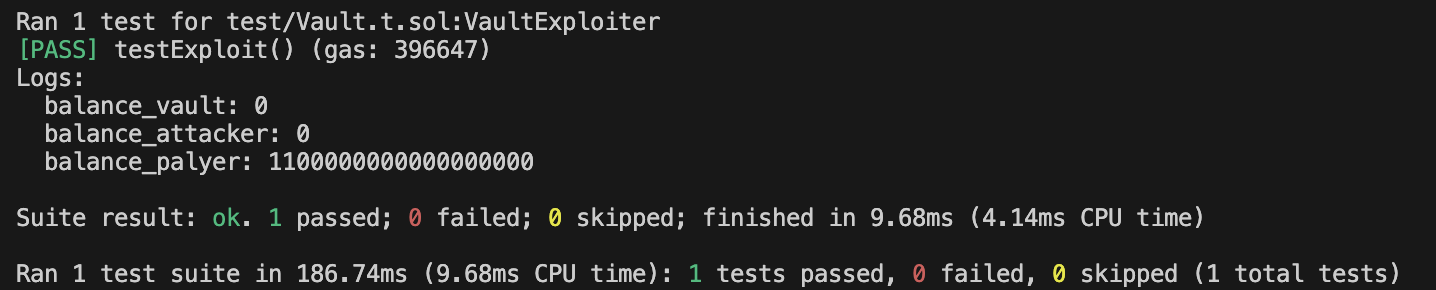 Ran 1 test for test/Vault.t.sol:VaultExploiter
[PASS] testExploit() (gas: 396647)
Logs:
balance_vault: 0
balance_attacker: 0
balance_palyer: 1100000000000000000
Suite result: ok. 1 passed; 0 failed; 0 skipped; finished in 9.68ms (4.14ms CPU time)
Ran 1 test suite in 186.74ms (9.68ms CPU time): 1 tests passed, 0 failed, 0 skipped (1 total tests)